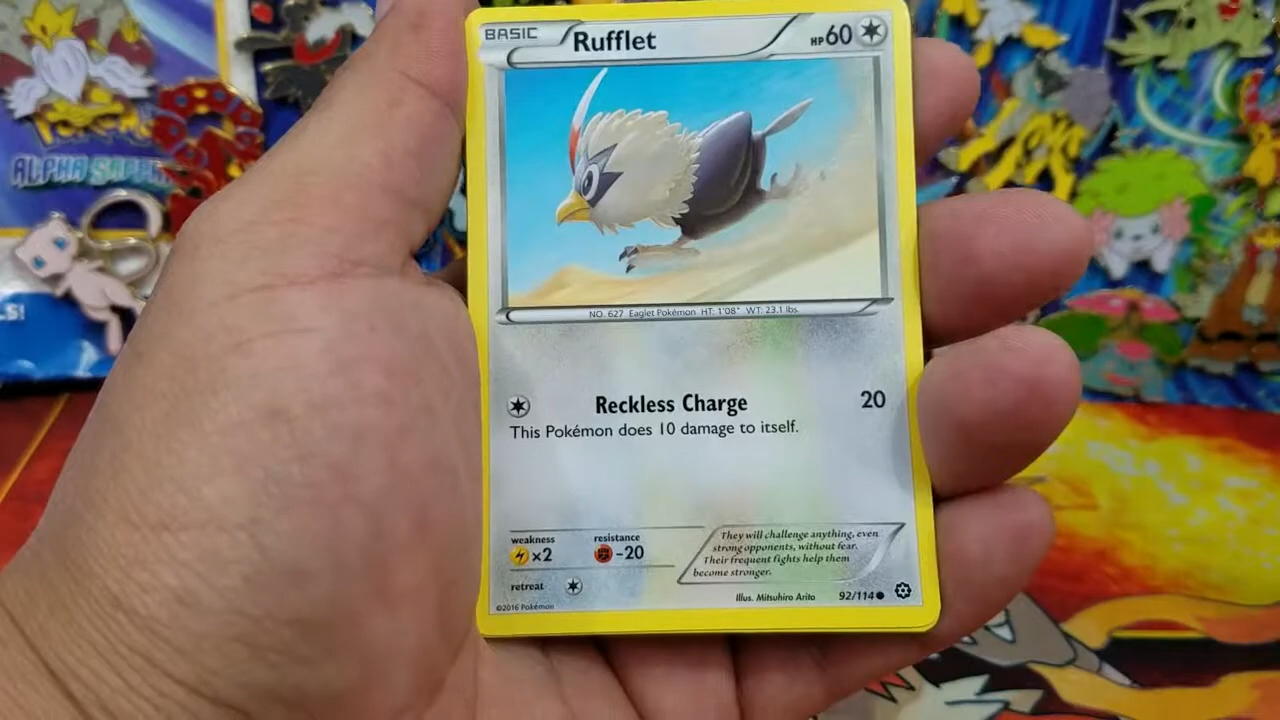 BASIC Rufflet HP60
NO. 627 Eaglet Pokémon HT: 1'08" WT: 23.1 lbs.
Reckless Charge 20
This Pokémon does 10 damage to itself.
weakness resistance
×2 -20
retreat
They will challenge anything, even
strong opponents, without fear.
Their frequent fights help them
become stronger.
Illus. Mitsuhiro Arita 92/114
©2016 Pokémon
POKéMON
ALPHA SAPPHIRE
S!